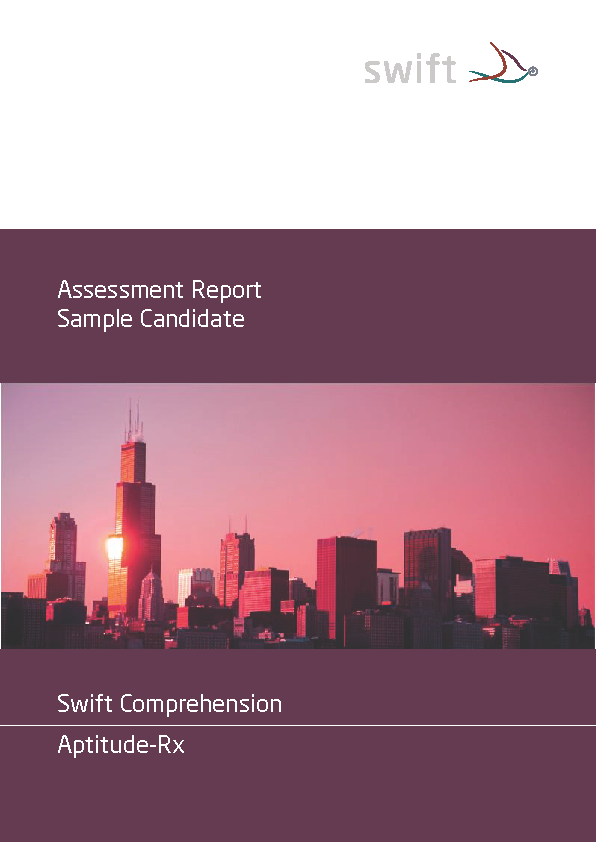 swift
Assessment Report
Sample Candidate
Swift Comprehension
Aptitude-Rx